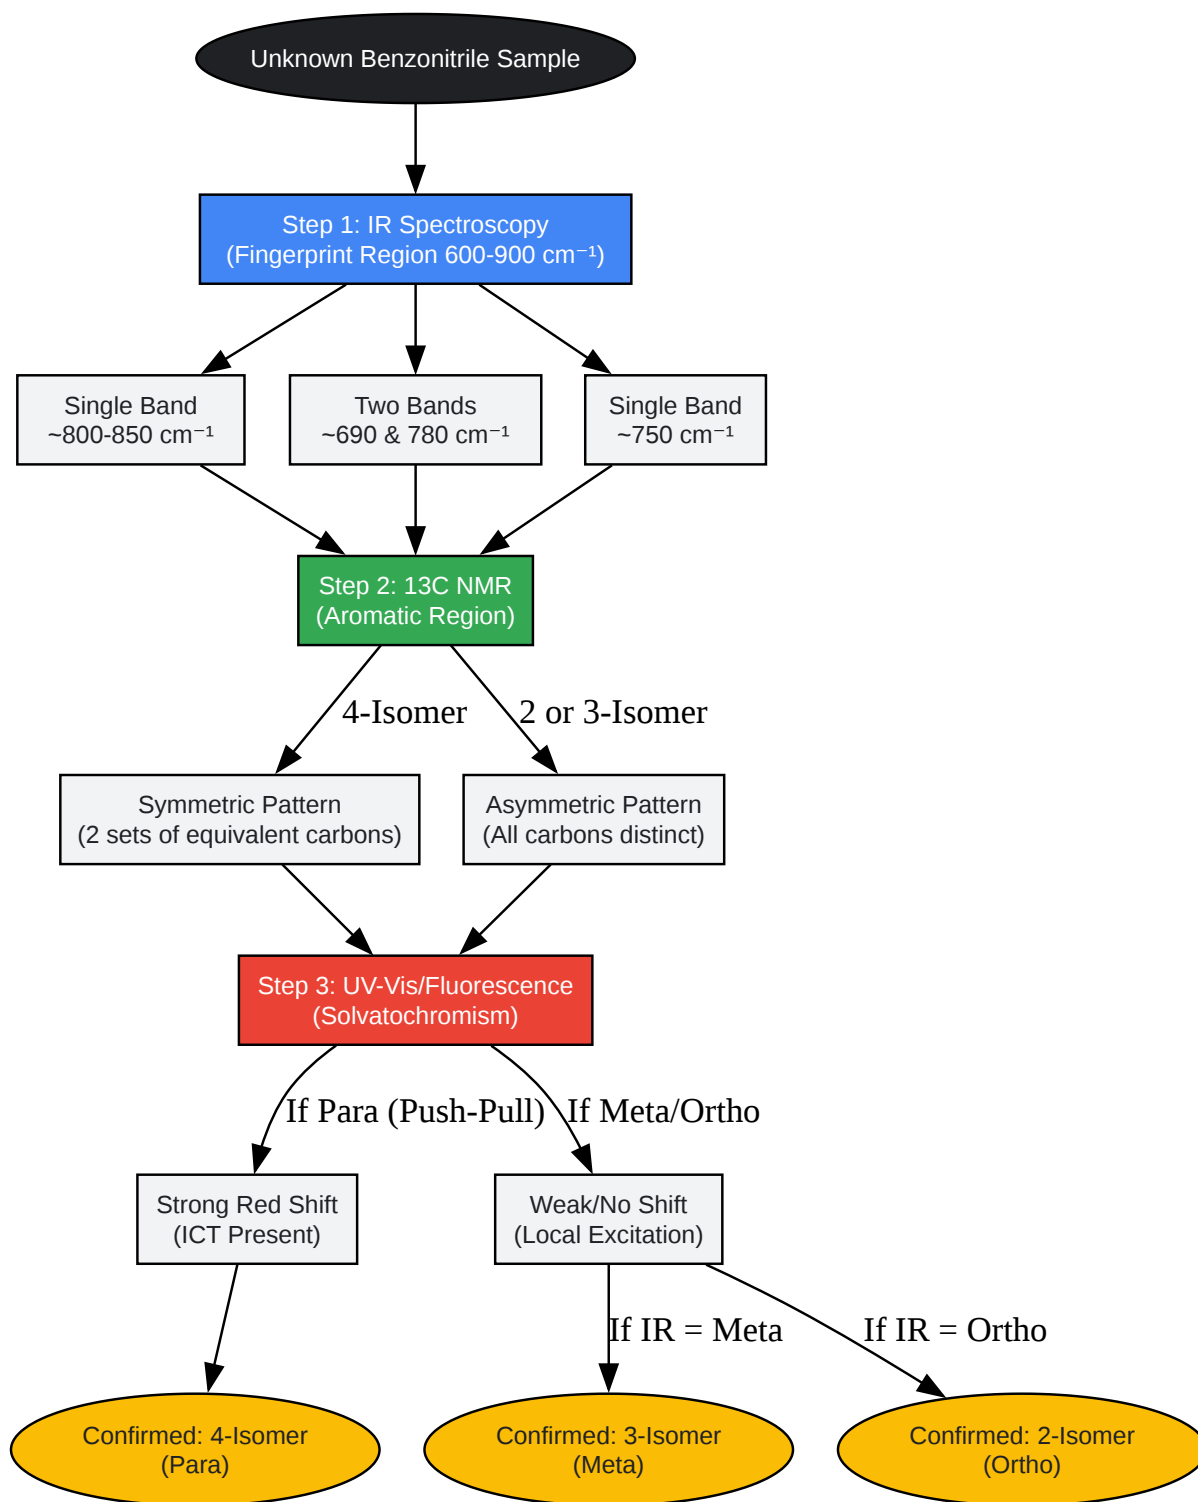 Unknown Benzonitrile Sample
Step 1: IR Spectroscopy
(Fingerprint Region 600-900 cm⁻¹)
Single Band
~800-850 cm⁻¹
Two Bands
~690 & 780 cm⁻¹
Single Band
~750 cm⁻¹
Step 2: 13C NMR
(Aromatic Region)
4-Isomer
2 or 3-Isomer
Symmetric Pattern
(2 sets of equivalent carbons)
Asymmetric Pattern
(All carbons distinct)
Step 3: UV-Vis/Fluorescence
(Solvatochromism)
If Para (Push-Pull)
If Meta/Ortho
Strong Red Shift
(ICT Present)
Weak/No Shift
(Local Excitation)
If IR = Meta
If IR = Ortho
Confirmed: 4-Isomer
(Para)
Confirmed: 3-Isomer
(Meta)
Confirmed: 2-Isomer
(Ortho)